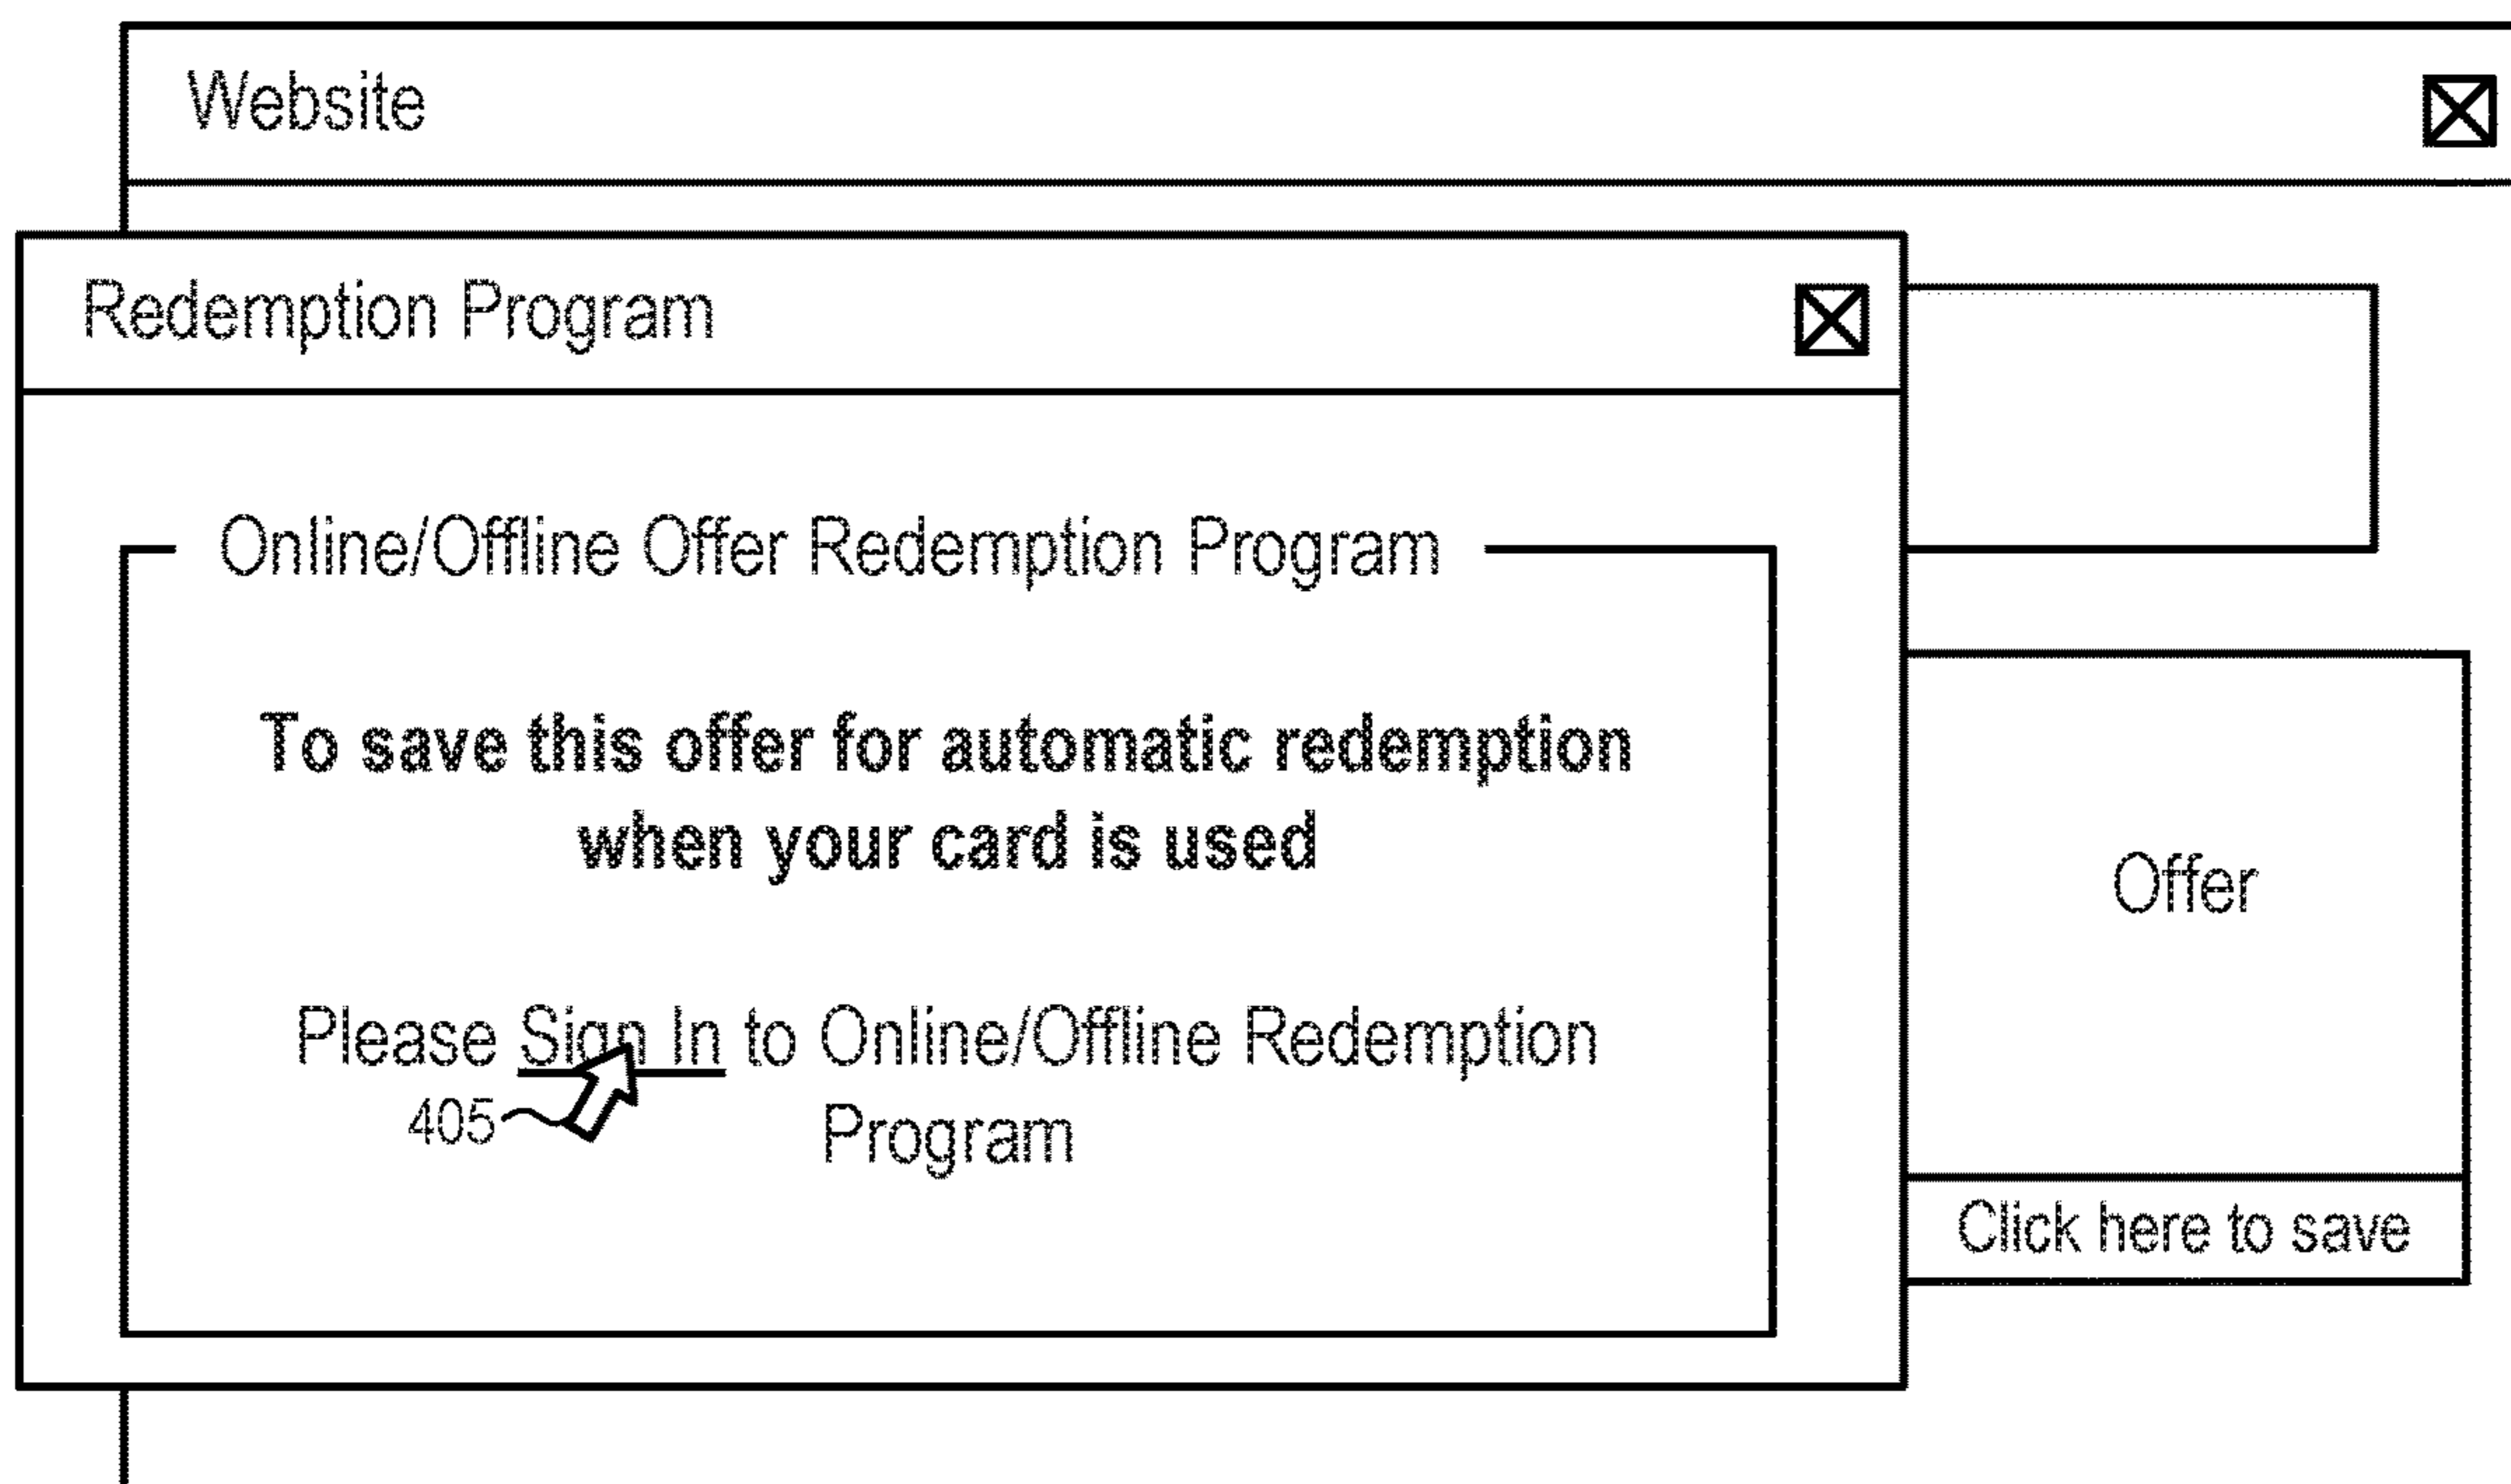 Website
Redemption Program
Online/Offline Offer Redemption Program
To save this offer for automatic redemption
when your card is used
Please Sign In to Online/Offline Redemption
405
Program
Offer
Click here to save